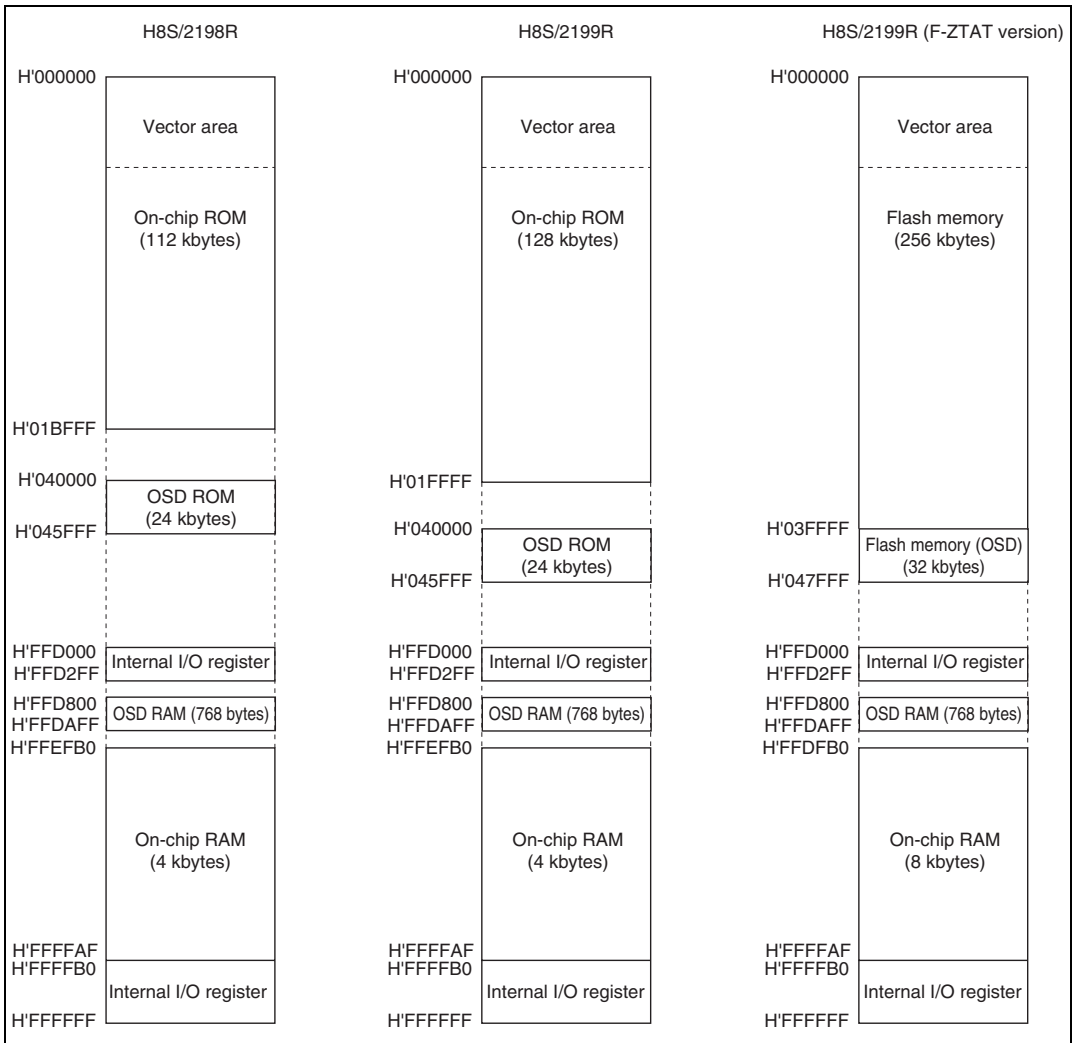 H8S/2198R
H'000000
Vector area
On-chip ROM
(112 kbytes)
H'01BFFF
H'040000
OSD ROM
(24 kbytes)
H'045FFF
H'FFD000
Internal I/O register
H'FFD2FF
H'FFD800
OSD RAM (768 bytes)
H'FFDAFF
H'FFEFB0
On-chip RAM
(4 kbytes)
H'FFFFAF
H'FFFFB0
Internal I/O register
H'FFFFFF
H8S/2199R
H'000000
Vector area
On-chip ROM
(128 kbytes)
H'01FFFF
H'040000
OSD ROM
(24 kbytes)
H'045FFF
H'FFD000
Internal I/O register
H'FFD2FF
H'FFD800
OSD RAM (768 bytes)
H'FFDAFF
H'FFEFB0
On-chip RAM
(4 kbytes)
H'FFFFAF
H'FFFFB0
Internal I/O register
H'FFFFFF
H8S/2199R (F-ZTAT version)
H'000000
Vector area
Flash memory
(256 kbytes)
H'03FFFF
Flash memory (OSD)
(32 kbytes)
H'047FFF
H'FFD000
Internal I/O register
H'FFD2FF
H'FFD800
OSD RAM (768 bytes)
H'FFDAFF
H'FFDFB0
On-chip RAM
(8 kbytes)
H'FFFFAF
H'FFFFB0
Internal I/O register
H'FFFFFF